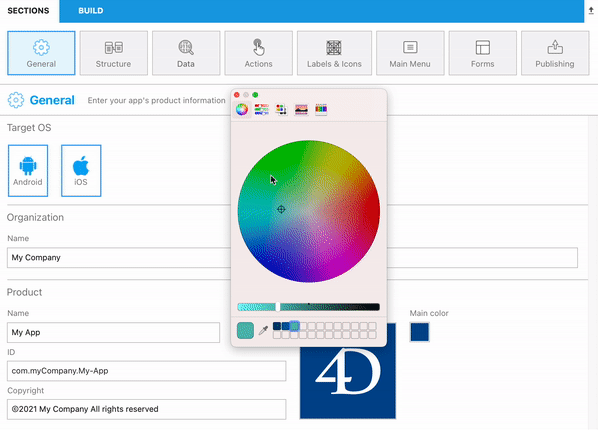 SECTIONS BUILD
General Structure Data Actions Labels & Icons Main Menu Forms Publishing
General Enter your app's product information
Target OS
Android iOS
Organization
Name
My Company
Product
Name Main color
My App
ID
com.myCompany.My-App
Copyright
©2021 My Company All rights reserved
4D